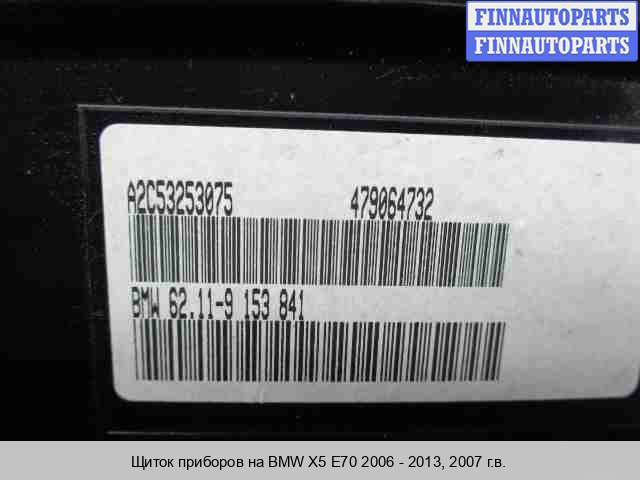 FINNAUTOPARTS
FINNAUTOPARTS
A2C53253075 479064732
BMW 62.11-9 153 841
Щиток приборов на BMW X5 E70 2006 - 2013, 2007 г.в.